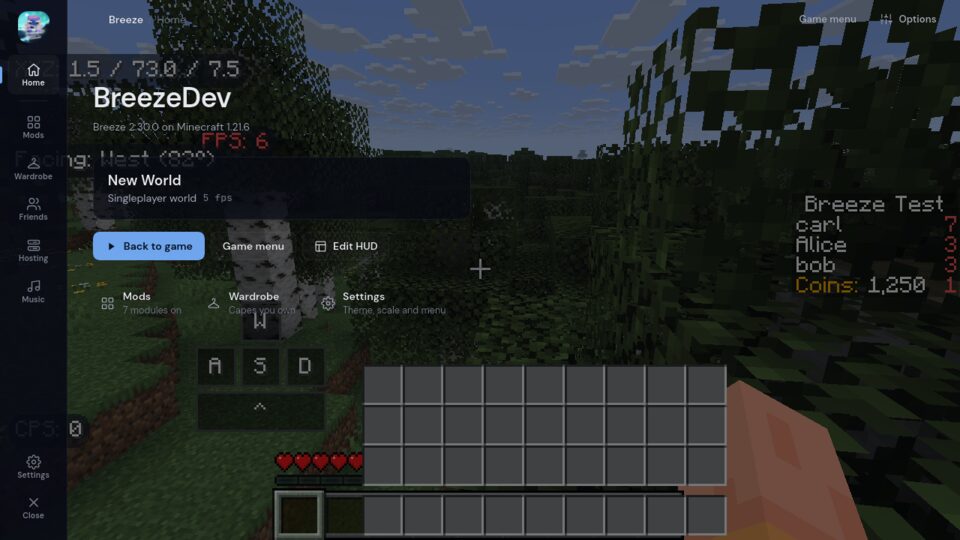 Breeze Home
Game menu
Options
XYZ: 1.5 / 73.0 / 7.5
Home
BreezeDev
Breeze 2.30.0 on Minecraft 1.21.6
FPS: 6
Facing: West (82°)
Mods
Wardrobe
Friends
Hosting
Music
New World
Singleplayer world 5 fps
Back to game
Game menu
Edit HUD
Mods
7 modules on
Wardrobe
Capes you own
Settings
Theme, scale and menu
W
A S D
^
CPS: 0
Settings
Close
Breeze Test
carl 7
Alice 3
bob 3
Coins: 1,250 1